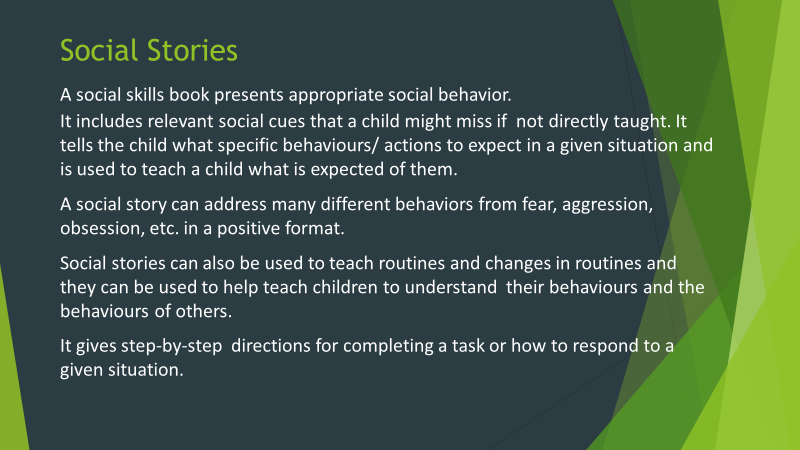 Social Stories
A social skills book presents appropriate social behavior.
It includes relevant social cues that a child might miss if  not directly taught. It
tells the child what specific behaviours/ actions to expect in a given situation and
is used to teach a child what is expected of them.
A social story can address many different behaviors from fear, aggression,
obsession, etc. in a positive format.
Social stories can also be used to teach routines and changes in routines and
they can be used to help teach children to understand  their behaviours and the
behaviours of others.
It gives step-by-step  directions for completing a task or how to respond to a
given situation.